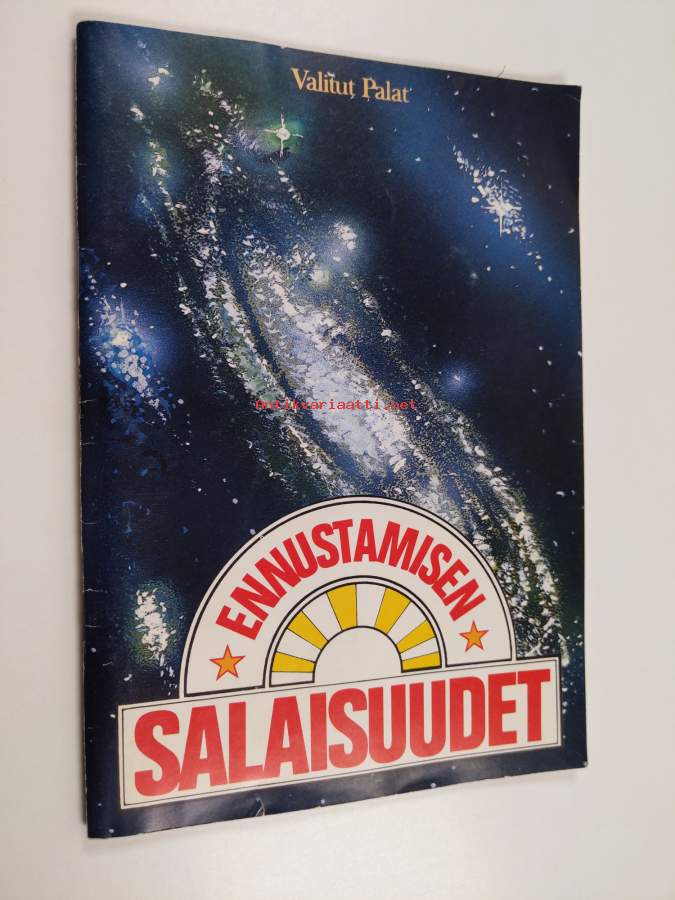 Valitut Palat
Antikvariaatti.net
ENNUSTAMISEN
SALAISUUDET